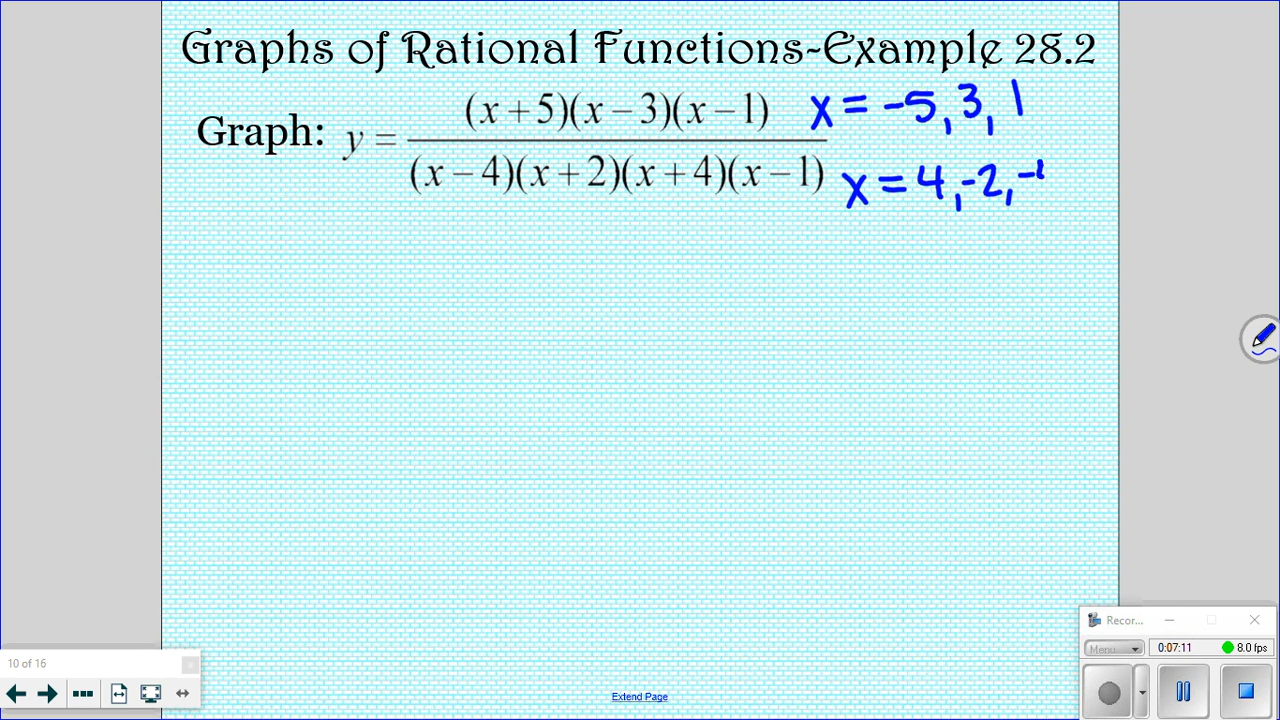 Graphs of Rational Functions-Example 28.2
Graph: y = (x + 5)(x − 3)(x − 1) / (x − 4)(x + 2)(x + 4)(x − 1)
x = -5, 3, 1
x = 4, -2, -
10 of 16
Extend Page
Recor...
Menu
0:07:11
8.0 fps